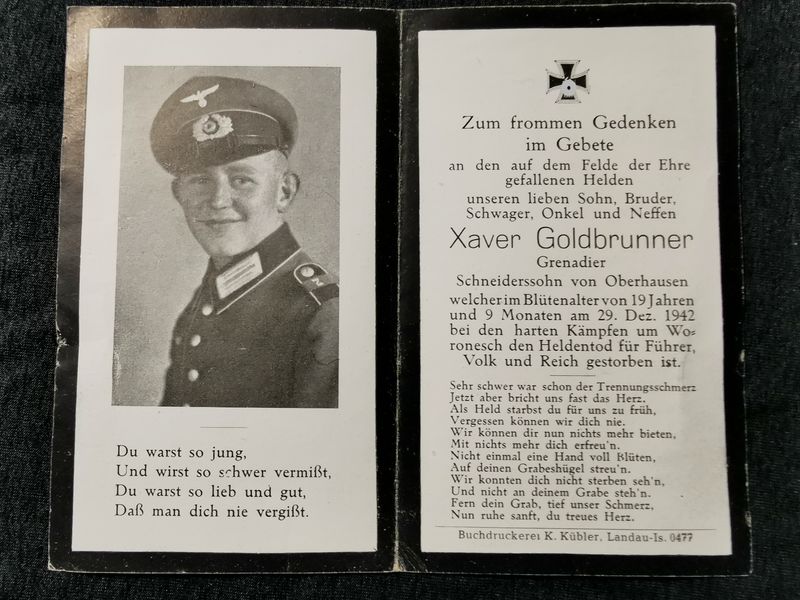 Du warst so jung,
Und wirst so schwer vermißt,
Du warst so lieb und gut,
Daß man dich nie vergißt.
Zum frommen Gedenken
im Gebete
an den auf dem Felde der Ehre
gefallenen Helden
unseren lieben Sohn, Bruder,
Schwager, Onkel und Neffen
Xaver Goldbrunner
Grenadier
Schneiderssohn von Oberhausen
welcher im Blütenalter von 19 Jahren
und 9 Monaten am 29. Dez. 1942
bei den harten Kämpfen um Wo=
ronesch den Heldentod für Führer,
Volk und Reich gestorben ist.
Sehr schwer war schon der Trennungsschmerz
Jetzt aber bricht uns fast das Herz.
Als Held starbst du für uns zu früh,
Vergessen können wir dich nie.
Wir können dir nun nichts mehr bieten,
Mit nichts mehr dich erfreu'n.
Nicht einmal eine Hand voll Blüten,
Auf deinen Grabeshügel streu'n.
Wir konnten dich nicht sterben seh'n,
Und nicht an deinem Grabe steh'n.
Fern dein Grab, tief unser Schmerz,
Nun ruhe sanft, du treues Herz.
Buchdruckerei K. Kübler, Landau-Is. 0477